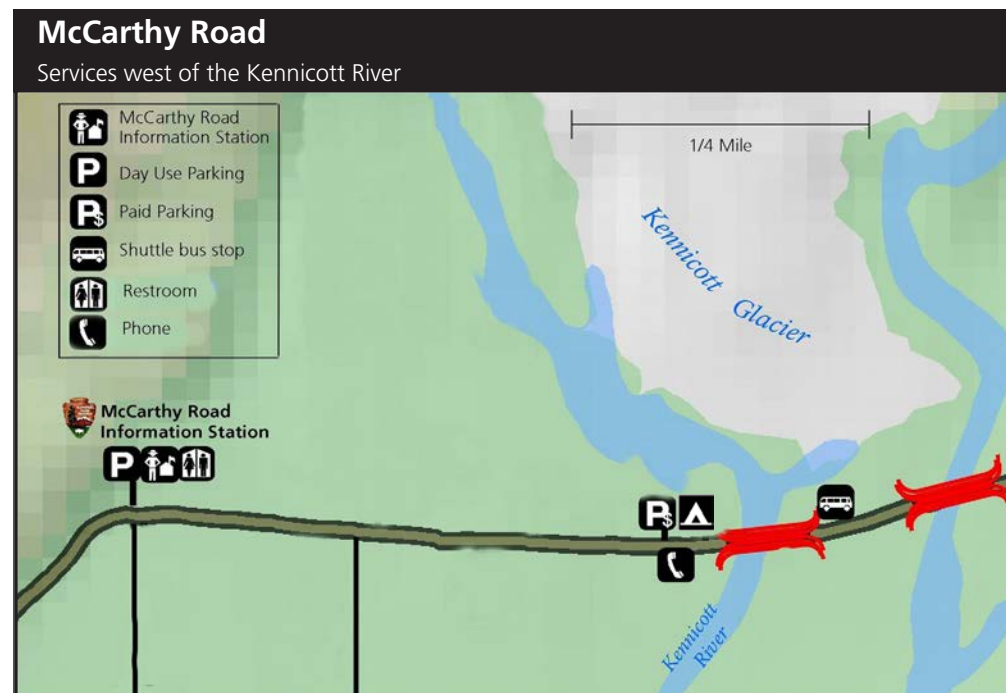 McCarthy Road
Services west of the Kennicott River
McCarthy Road
Information Station
Day Use Parking
Paid Parking
Shuttle bus stop
Restroom
Phone
1/4 Mile
Kennicott Glacier
McCarthy Road
Information Station
P
P$
Kennicott
River